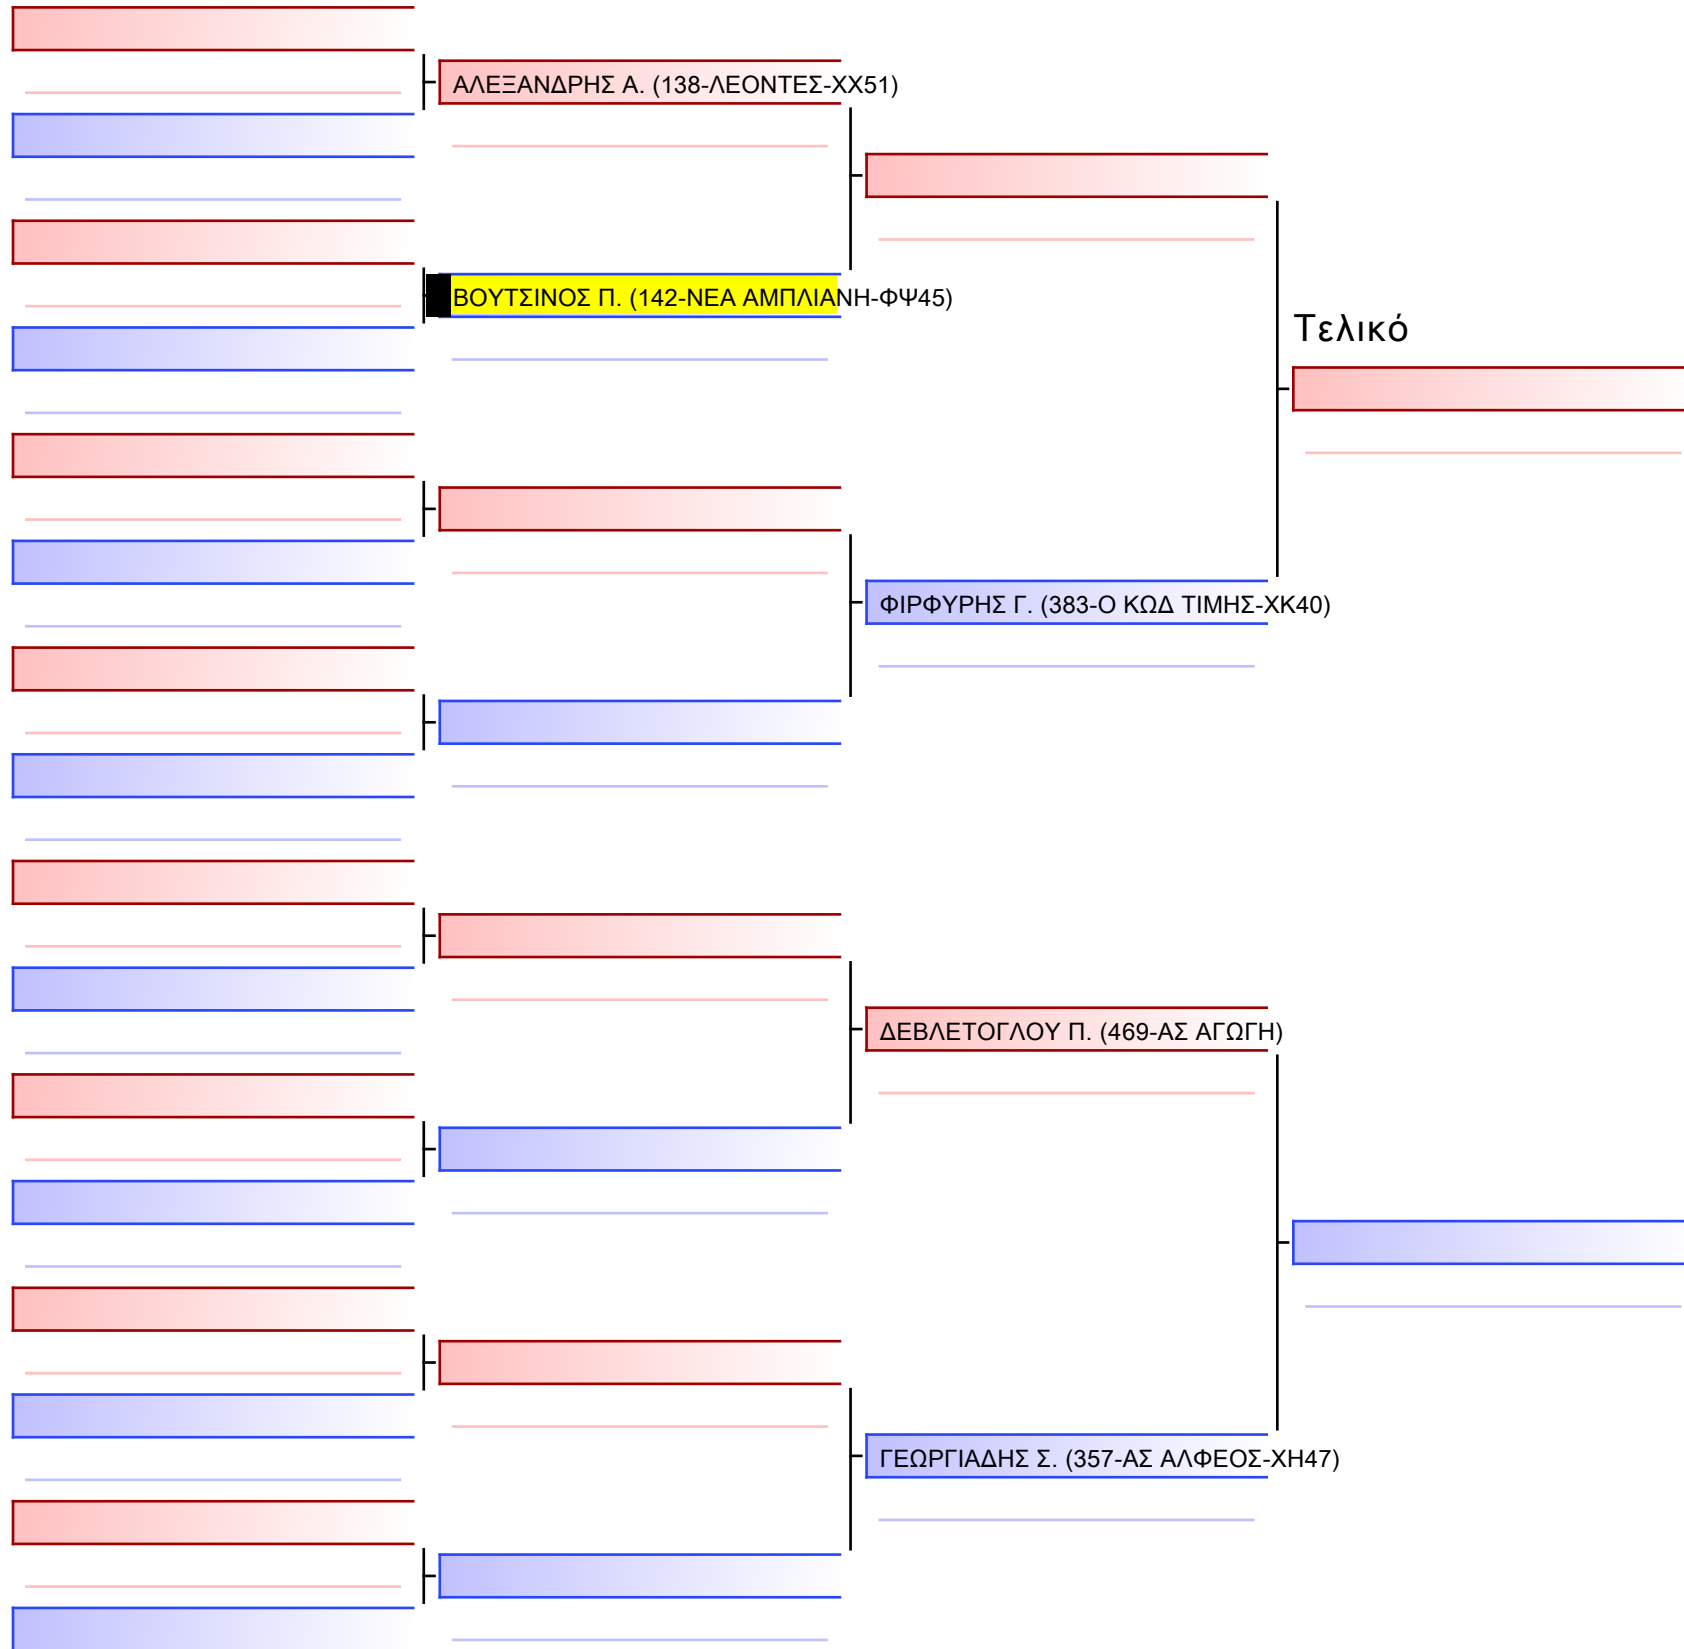 ΑΛΕΞΑΝΔΡΗΣ Α. (138-ΛΕΟΝΤΕΣ-ΧΧ51)
ΒΟΥΤΣΙΝΟΣ Π. (142-ΝΕΑ ΑΜΠΛΙΑΝΗ-ΦΨ45)
Τελικό
ΦΙΡΦΥΡΗΣ Γ. (383-Ο ΚΩΔ ΤΙΜΗΣ-ΧΚ40)
ΔΕΒΛΕΤΟΓΛΟΥ Π. (469-ΑΣ ΑΓΩΓΗ)
ΓΕΩΡΓΙΑΔΗΣ Σ. (357-ΑΣ ΑΛΦΕΟΣ-ΧΗ47)